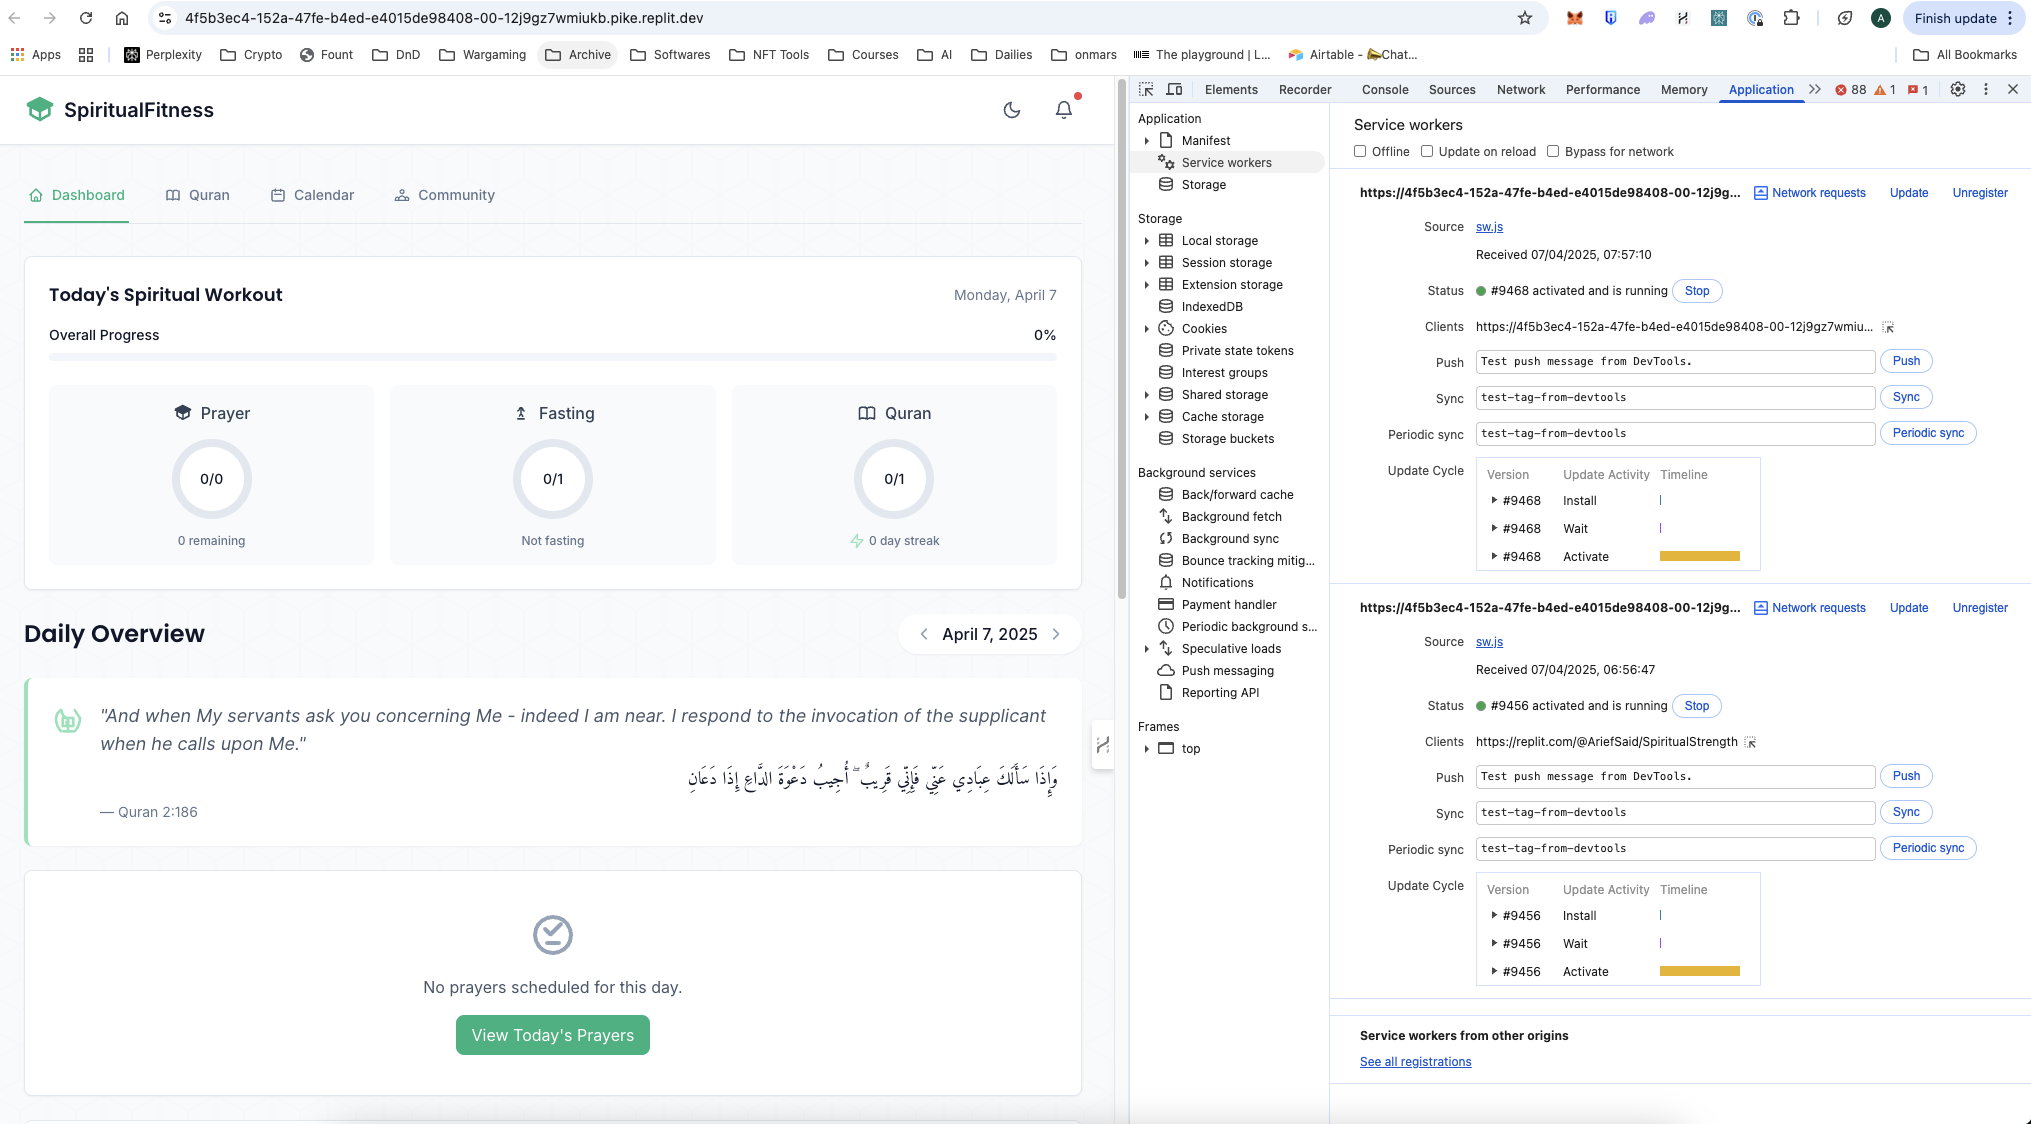 4f5b3ec4-152a-47fe-b4ed-e4015de98408-00-12j9gz7wmiukb.pike.replit.dev
A
Finish update
Apps
Perplexity
Crypto
Fount
DnD
Wargaming
Archive
Softwares
NFT Tools
Courses
AI
Dailies
onmars
The playground | L...
Airtable - Chat...
All Bookmarks
SpiritualFitness
Dashboard
Quran
Calendar
Community
Today's Spiritual Workout
Monday, April 7
Overall Progress
0%
Prayer
0/0
0 remaining
Fasting
0/1
Not fasting
Quran
0/1
0 day streak
Daily Overview
April 7, 2025
"And when My servants ask you concerning Me - indeed I am near. I respond to the invocation of the supplicant
when he calls upon Me."
وَإِذَا سَأَلَكَ عِبَادِي عَنِّي فَإِنِّي قَرِيبٌ ۖ أُجِيبُ دَعْوَةَ الدَّاعِ إِذَا دَعَانِ
— Quran 2:186
No prayers scheduled for this day.
View Today's Prayers
Elements
Recorder
Console
Sources
Network
Performance
Memory
Application
88
1
1
Application
Manifest
Service workers
Storage
Storage
Local storage
Session storage
Extension storage
IndexedDB
Cookies
Private state tokens
Interest groups
Shared storage
Cache storage
Storage buckets
Background services
Back/forward cache
Background fetch
Background sync
Bounce tracking mitig...
Notifications
Payment handler
Periodic background s...
Speculative loads
Push messaging
Reporting API
Frames
top
Service workers
Offline
Update on reload
Bypass for network
https://4f5b3ec4-152a-47fe-b4ed-e4015de98408-00-12j9g...
Network requests
Update
Unregister
Source
sw.js
Received 07/04/2025, 07:57:10
Status
#9468 activated and is running
Stop
Clients
https://4f5b3ec4-152a-47fe-b4ed-e4015de98408-00-12j9gz7wmiu...
Push
Test push message from DevTools.
Push
Sync
test-tag-from-devtools
Sync
Periodic sync
test-tag-from-devtools
Periodic sync
Update Cycle
Version Update Activity Timeline
#9468 Install
#9468 Wait
#9468 Activate
https://4f5b3ec4-152a-47fe-b4ed-e4015de98408-00-12j9g...
Network requests
Update
Unregister
Source
sw.js
Received 07/04/2025, 06:56:47
Status
#9456 activated and is running
Stop
Clients
https://replit.com/@AriefSaid/SpiritualStrength
Push
Test push message from DevTools.
Push
Sync
test-tag-from-devtools
Sync
Periodic sync
test-tag-from-devtools
Periodic sync
Update Cycle
Version Update Activity Timeline
#9456 Install
#9456 Wait
#9456 Activate
Service workers from other origins
See all registrations